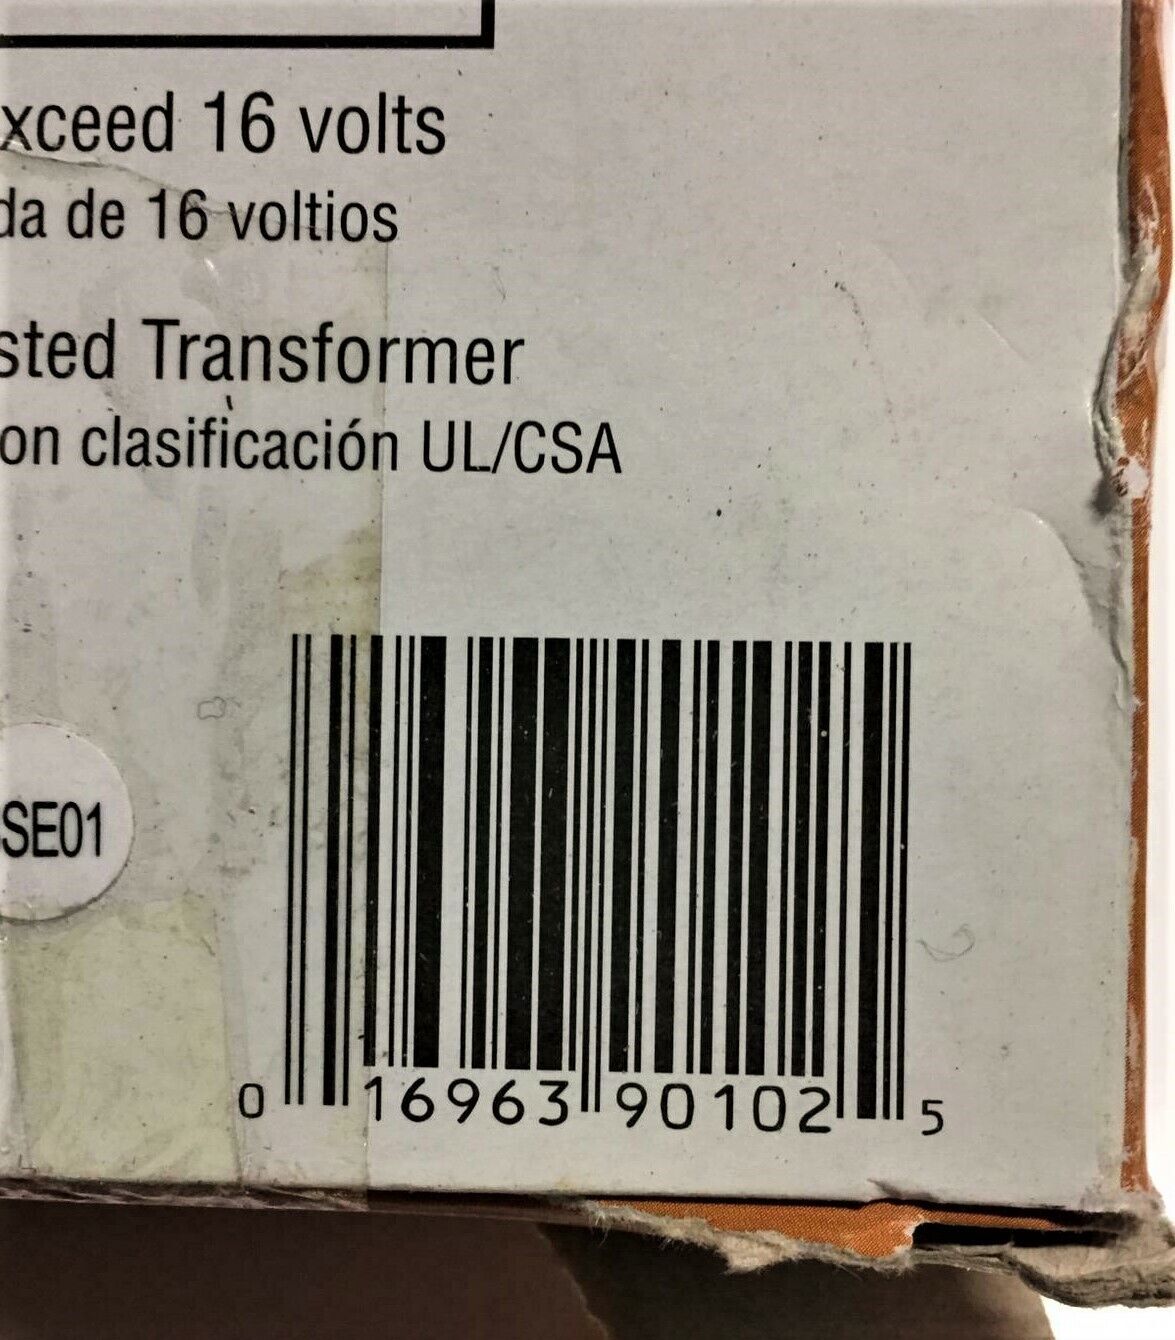 xceed 16 volts
da de 16 voltios
sted Transformer
on clasificación UL/CSA
SE01
0 16963 90102 5